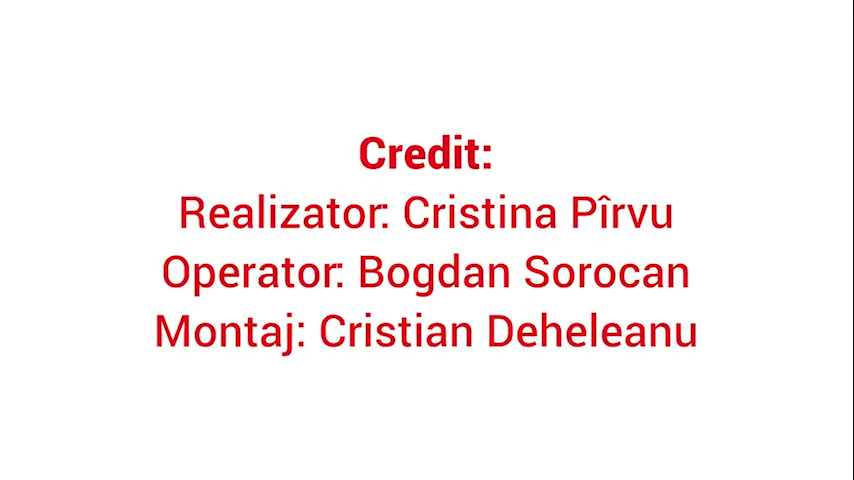 Credit:
Realizator: Cristina Pîrvu
Operator: Bogdan Sorocan
Montaj: Cristian Deheleanu